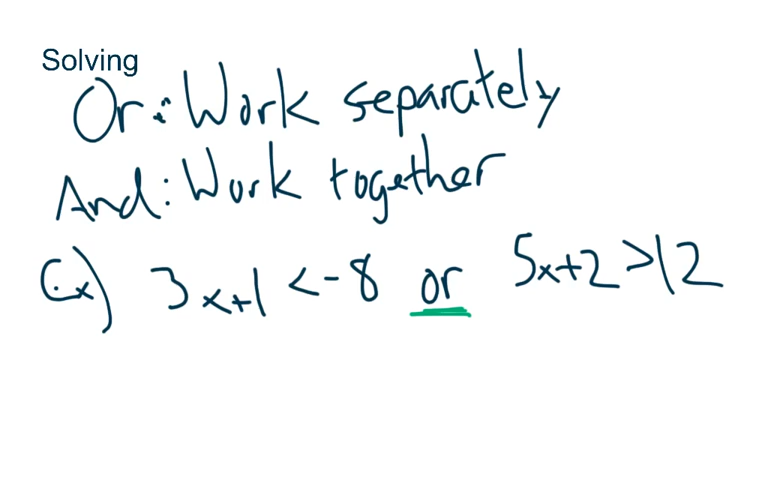 Solving
Or: Work separately
And: Work together
Ex) 3x+1 <-8 or 5x+2 >12